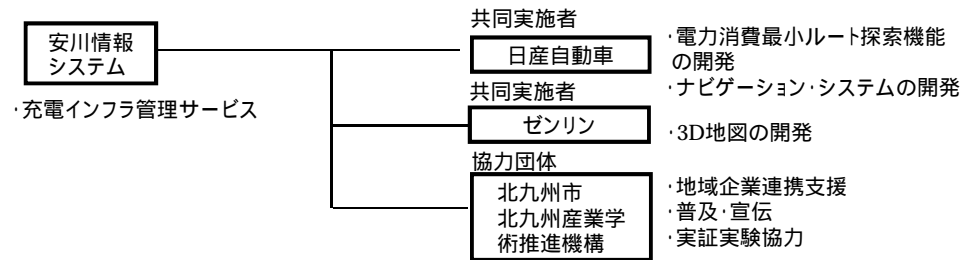 安川情報
システム
・充電インフラ管理サービス
共同実施者
日産自動車
・電力消費最小ルート探索機能
の開発
・ナビゲーション・システムの開発
共同実施者
ゼンリン
・3D地図の開発
協力団体
北九州市
北九州産業学
術推進機構
・地域企業連携支援
・普及・宣伝
・実証実験協力